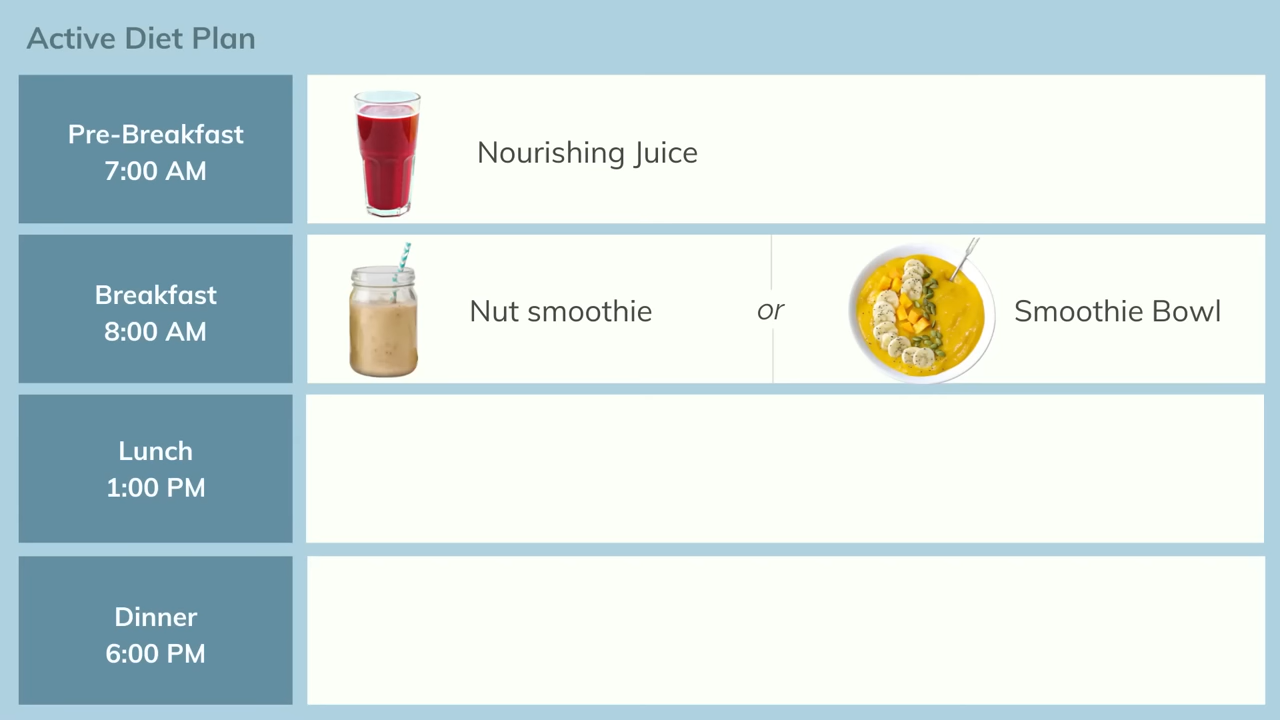 Active Diet Plan
Pre-Breakfast
7:00 AM
Nourishing Juice
Breakfast
8:00 AM
Nut smoothie
or
Smoothie Bowl
Lunch
1:00 PM
Dinner
6:00 PM